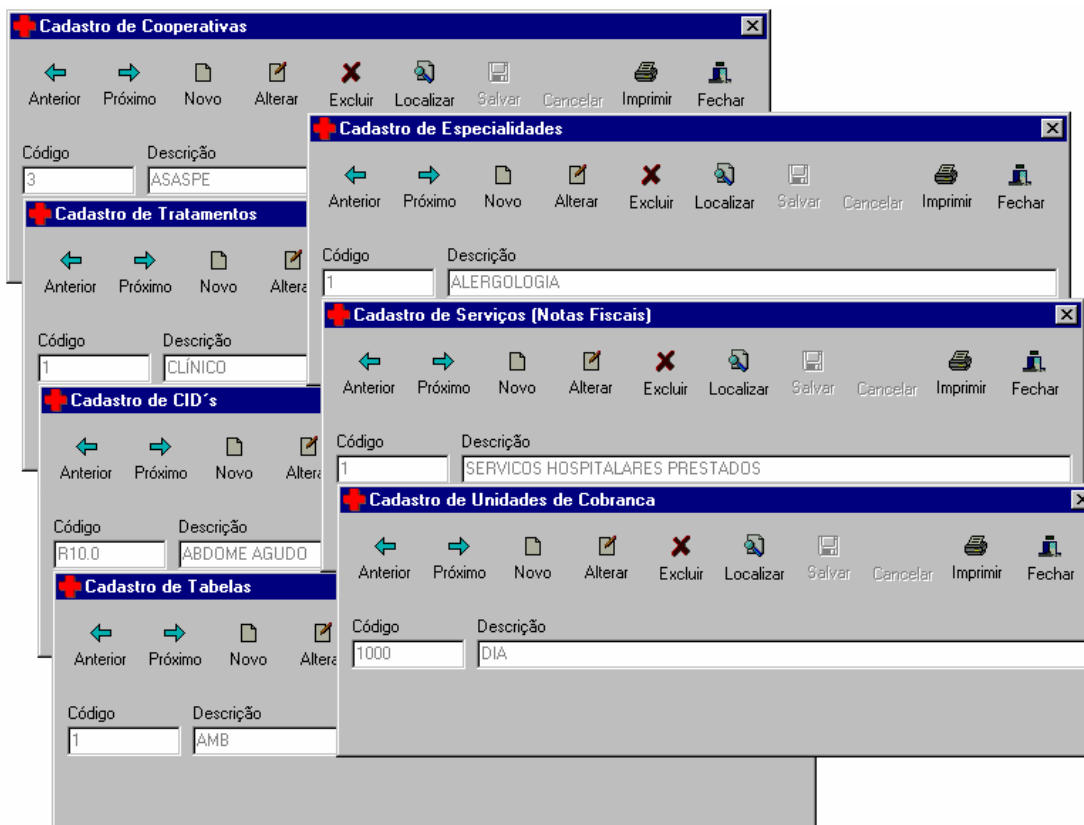 Cadastro de Cooperativas
Anterior Próximo Novo Alterar Excluir Localizar Salvar Cancelar Imprimir Fechar
Código Descrição
3 ASASPE
Cadastro de Especialidades
Anterior Próximo Novo Alterar Excluir Localizar Salvar Cancelar Imprimir Fechar
Código Descrição
1 ALERGOLOGIA
Cadastro de Tratamentos
Anterior Próximo Novo Altera
Código Descrição
1 CLÍNICO
Cadastro de Serviços (Notas Fiscais)
Anterior Próximo Novo Alterar Excluir Localizar Salvar Cancelar Imprimir Fechar
Código Descrição
1 SERVICOS HOSPITALARES PRESTADOS
Cadastro de CID´s
Anterior Próximo Novo Altera
Código Descrição
R10.0 ABDOME AGUDO
Cadastro de Unidades de Cobranca
Anterior Próximo Novo Alterar Excluir Localizar Salvar Cancelar Imprimir Fechar
Código Descrição
1000 DIA
Cadastro de Tabelas
Anterior Próximo Novo Altera
Código Descrição
1 AMB